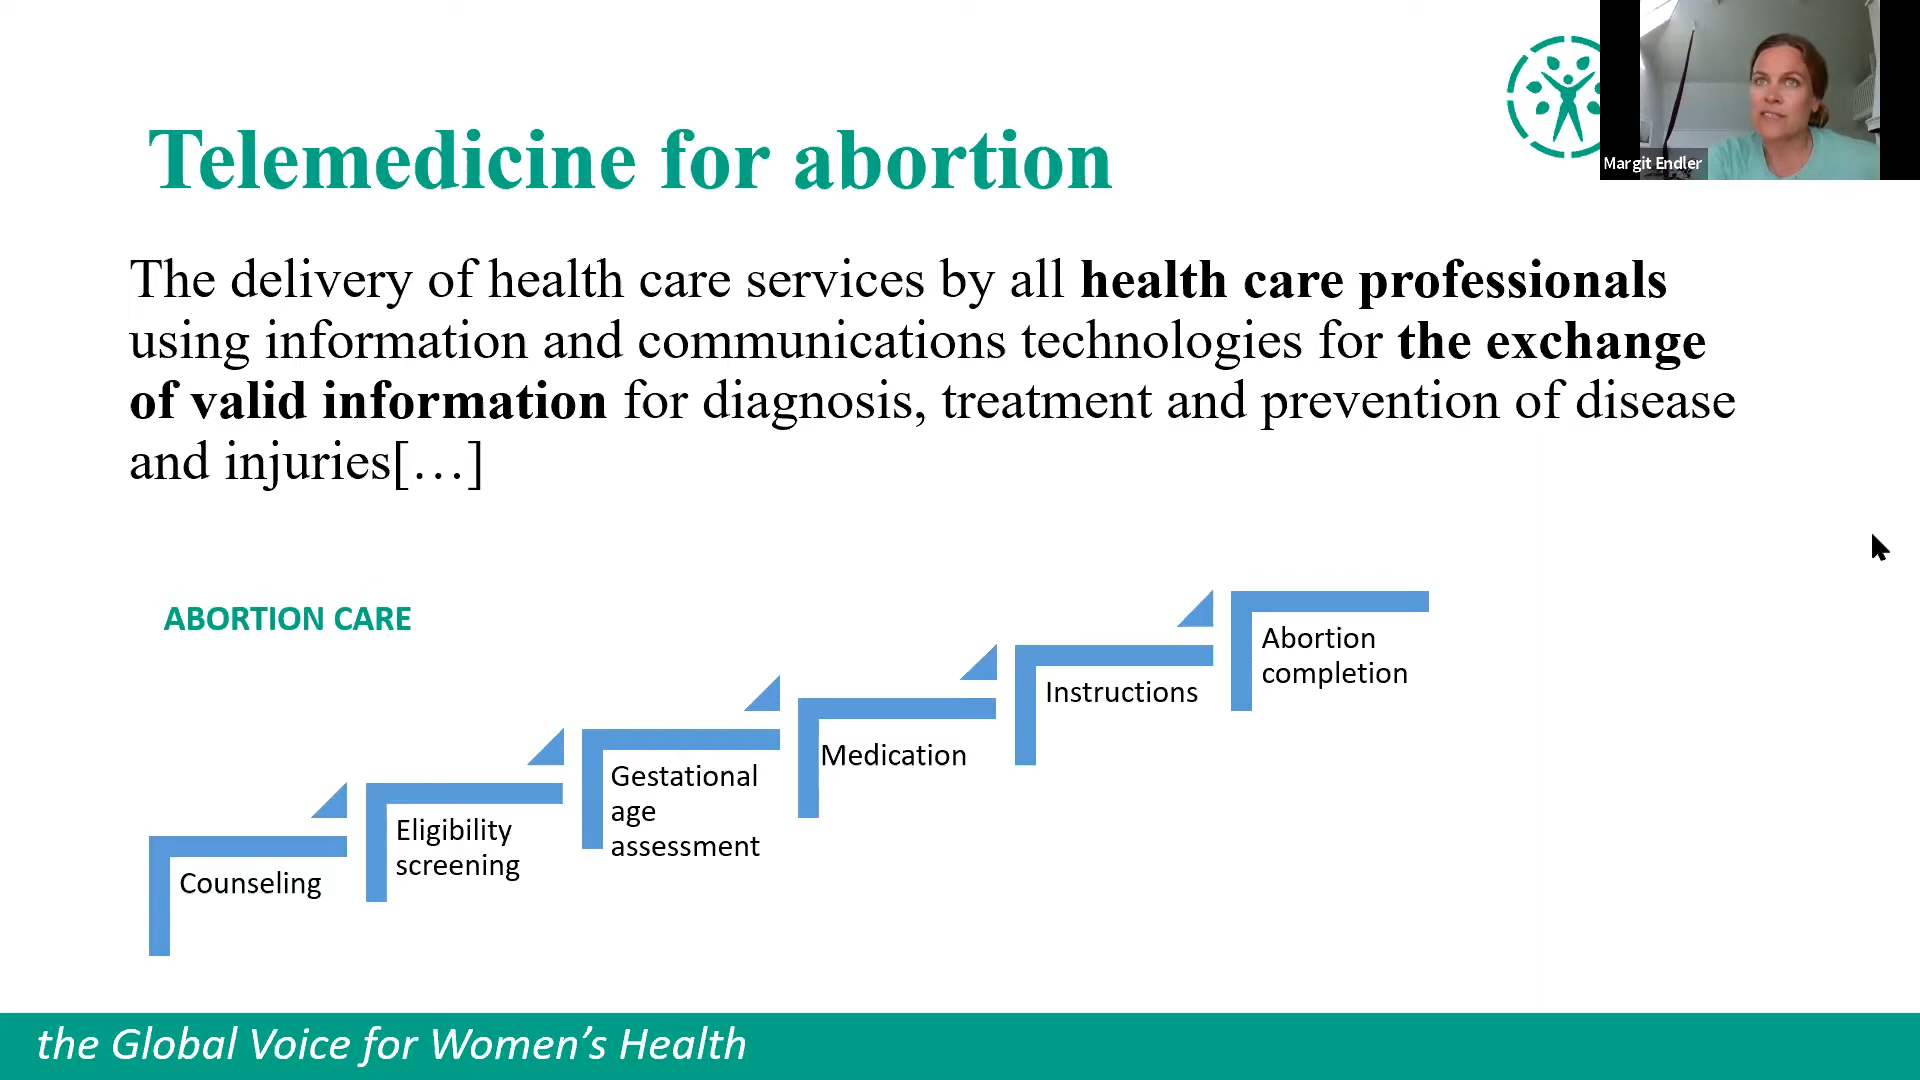 Margit Endler
Telemedicine for abortion
The delivery of health care services by all health care professionals
using information and communications technologies for the exchange
of valid information for diagnosis, treatment and prevention of disease
and injuries[…]
ABORTION CARE
Counseling
Eligibility
screening
Gestational
age
assessment
Medication
Instructions
Abortion
completion
the Global Voice for Women’s Health